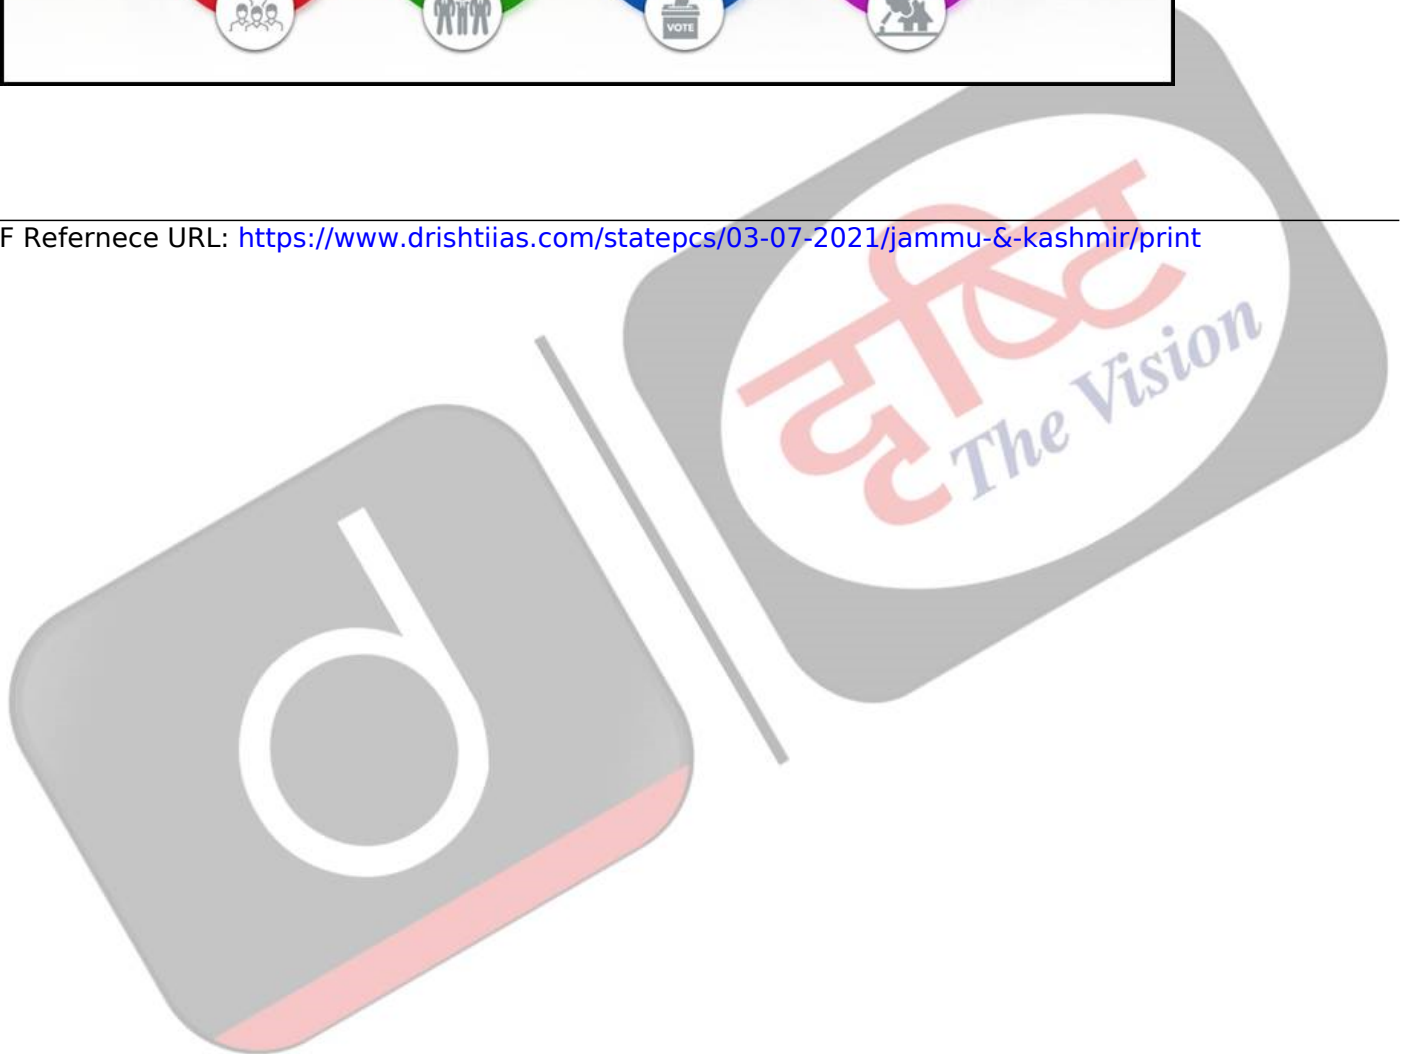 VOTE
F Refernece URL: https://www.drishtiias.com/statepcs/03-07-2021/jammu-&-kashmir/print
दृष्टि
The Vision
d